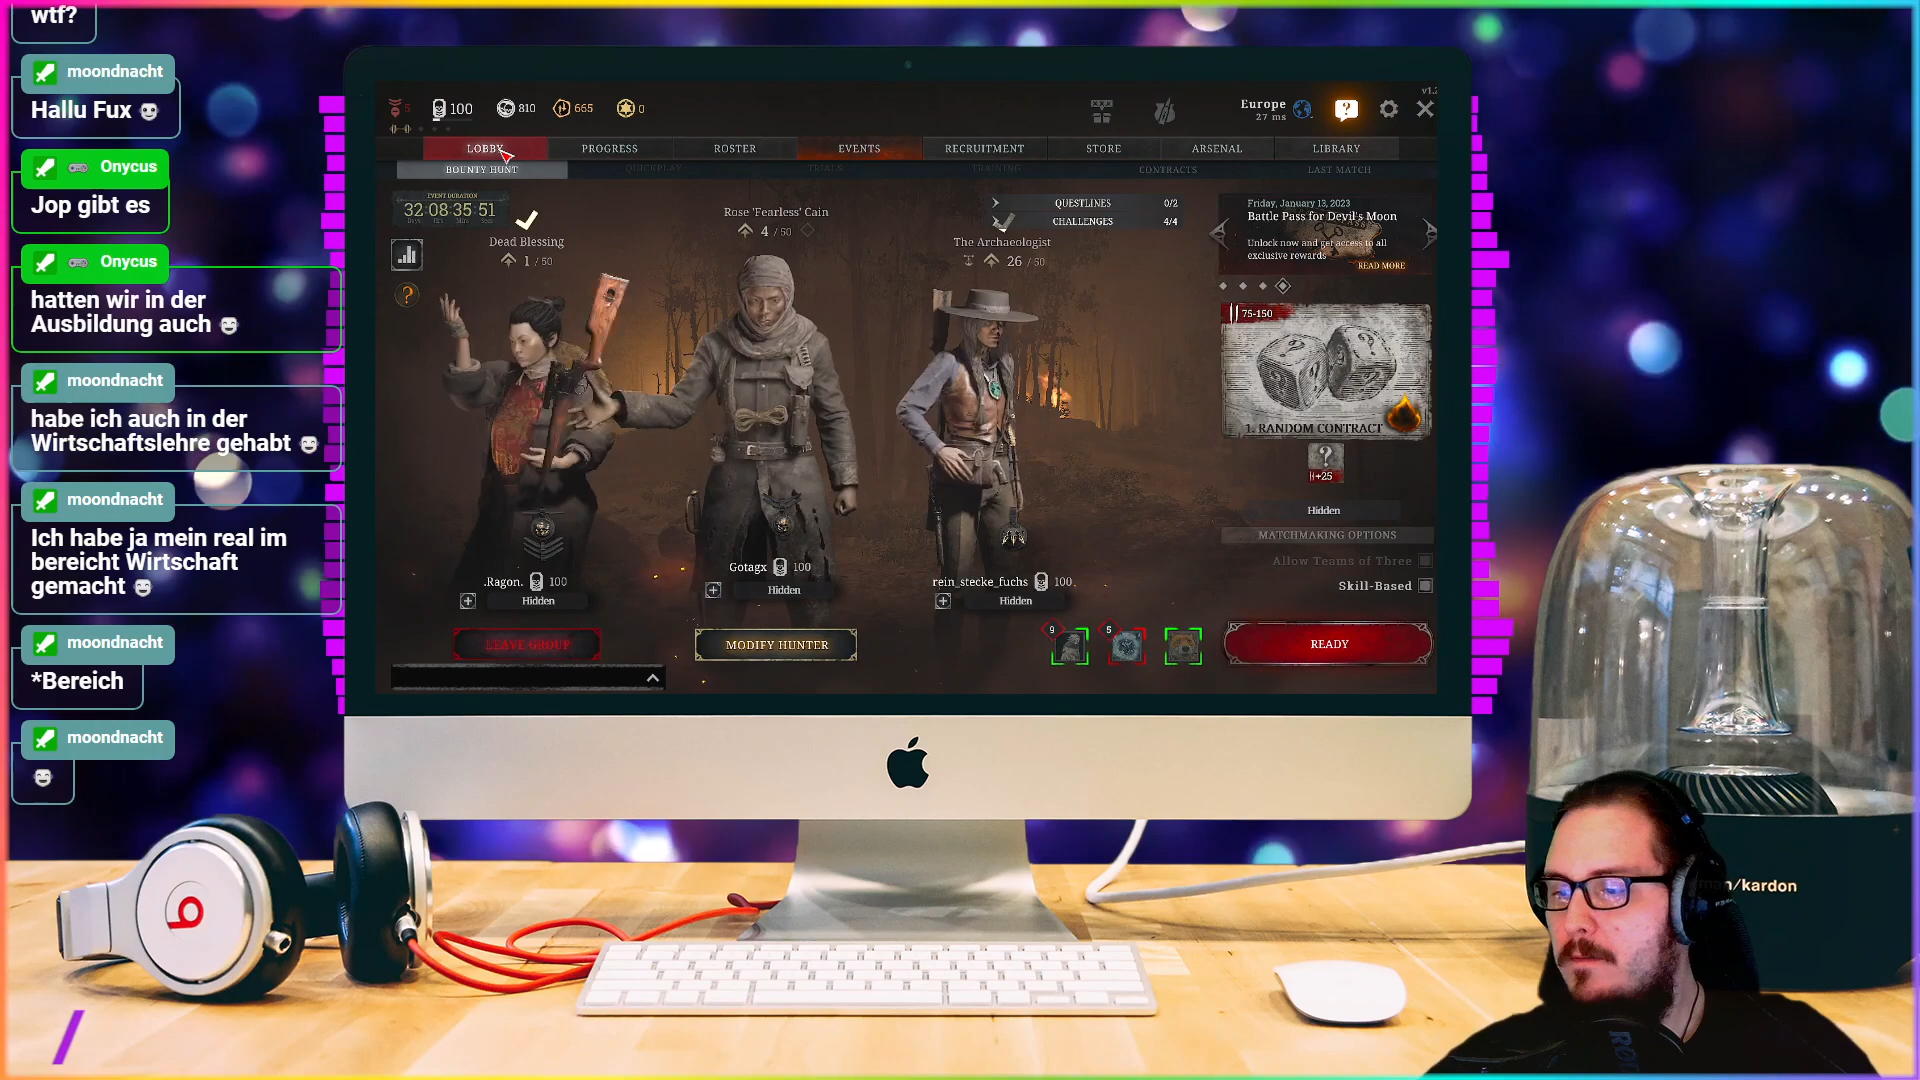 wtf?
moondnacht
Hallu Fux
Onycus
Jop gibt es
Onycus
hatten wir in der
Ausbildung auch
moondnacht
habe ich auch in der
Wirtschaftslehre gehabt
moondnacht
Ich habe ja mein real im
bereicht Wirtschaft
gemacht
moondnacht
*Bereich
moondnacht
5
100
810
665
0
Europe
27 ms
LOBBY
PROGRESS
ROSTER
EVENTS
RECRUITMENT
STORE
ARSENAL
LIBRARY
BOUNTY HUNT
QUICKPLAY
TRIALS
TRAINING
CONTRACTS
LAST MATCH
EVENT DURATION
32:08:35:51
Dead Blessing
1 / 50
Rose 'Fearless' Cain
4 / 50
QUESTLINES 0/2
CHALLENGES 4/4
The Archaeologist
26 / 50
Friday, January 13, 2023
Battle Pass for Devil's Moon
Unlock now and get access to all
exclusive rewards
READ MORE
75-150
1. RANDOM CONTRACT
+25
Hidden
MATCHMAKING OPTIONS
Allow Teams of Three
Skill-Based
.Ragon. 100
Hidden
Gotagx 100
Hidden
rein_stecke_fuchs 100
Hidden
LEAVE GROUP
MODIFY HUNTER
9
5
READY
/kardon